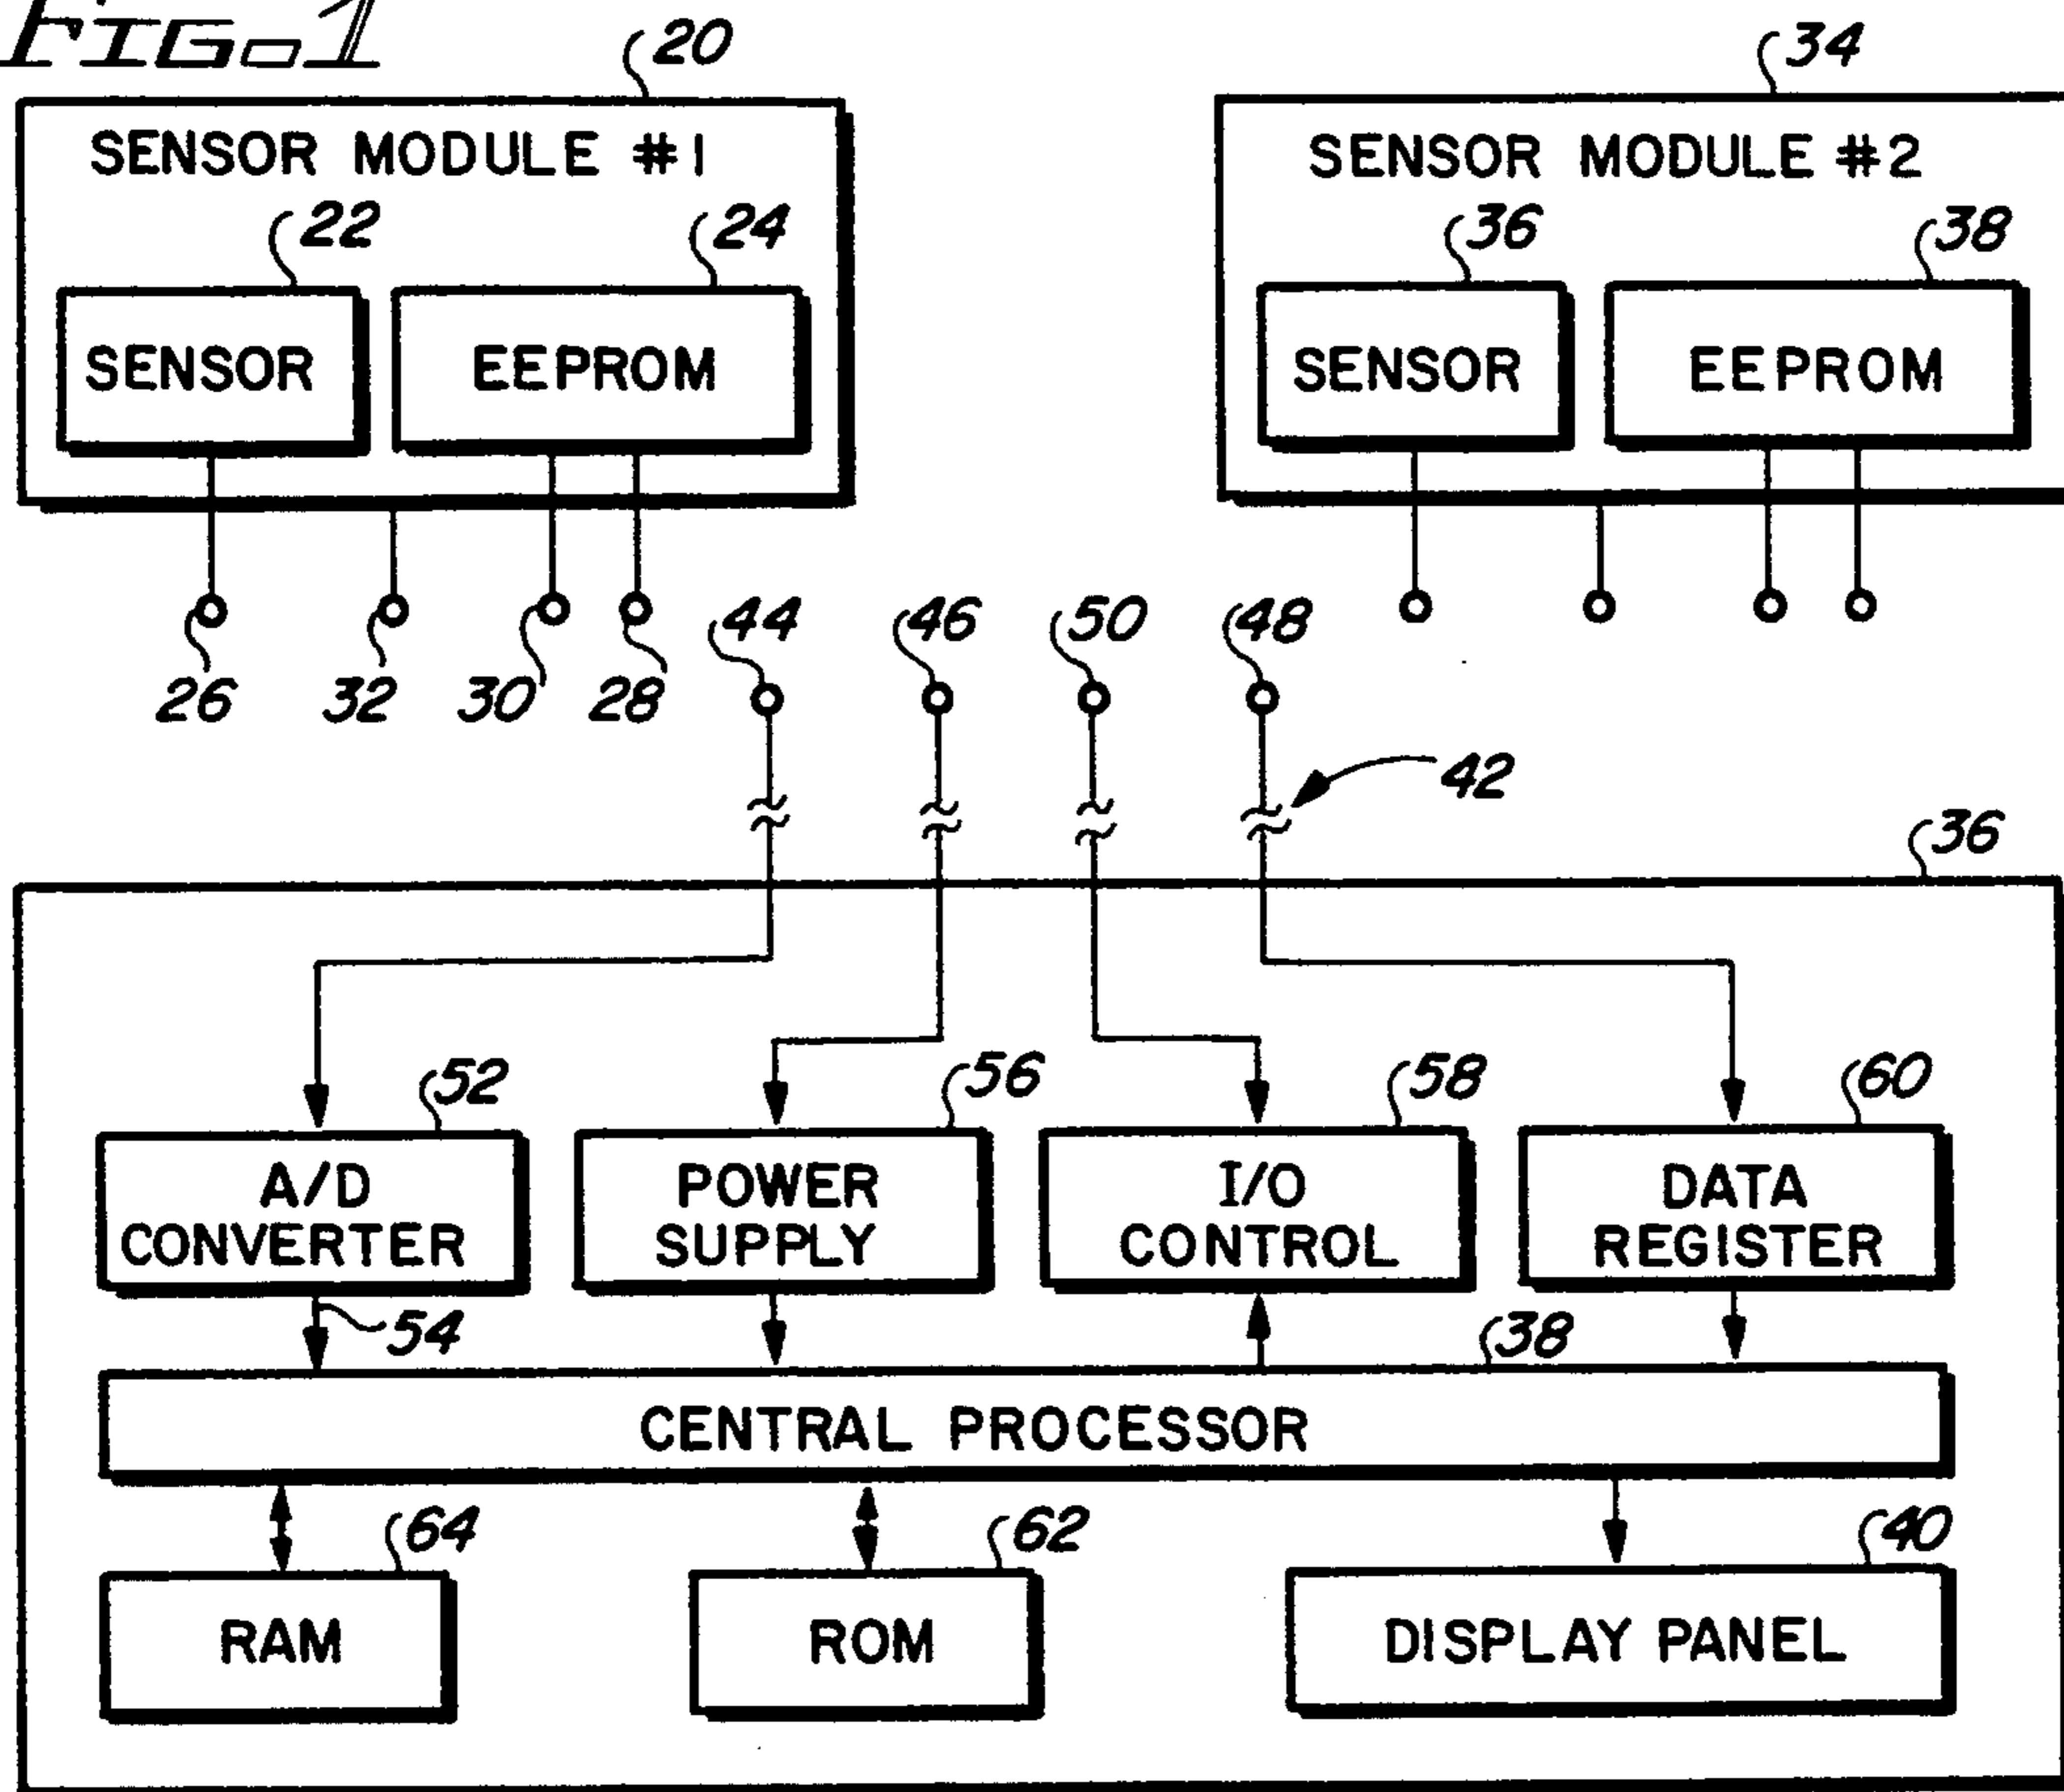 FIG. 1
20
34
SENSOR MODULE #1
SENSOR MODULE #2
22
24
36
38
SENSOR
EEPROM
SENSOR
EEPROM
26
32
30
28
44
46
50
48
42
36
52
56
58
60
A/D
CONVERTER
POWER
SUPPLY
I/O
CONTROL
DATA
REGISTER
54
38
CENTRAL PROCESSOR
64
62
40
RAM
ROM
DISPLAY PANEL